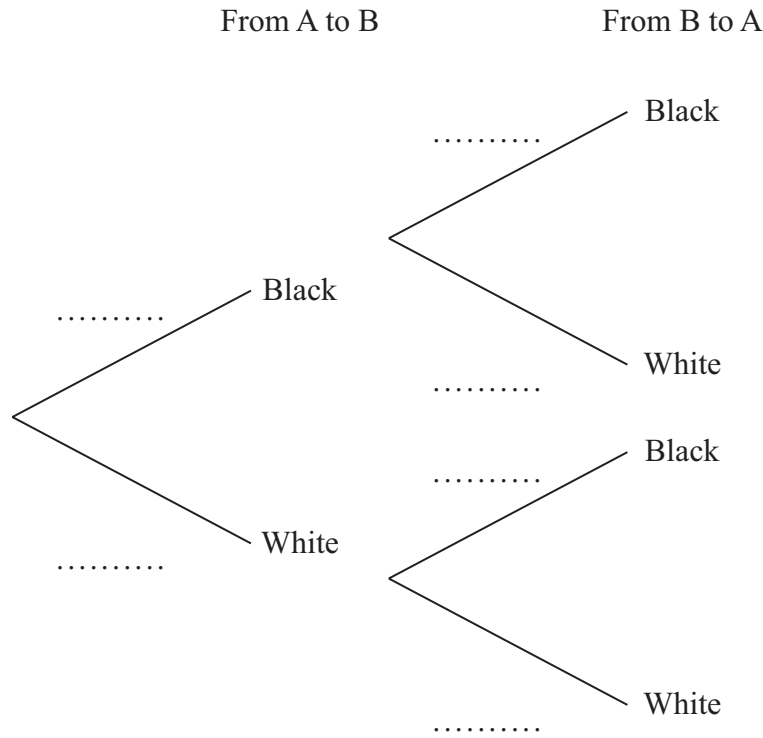 From A to B From B to A
Black
..........
Black
..........
White
..........
Black
..........
White
..........
White
..........